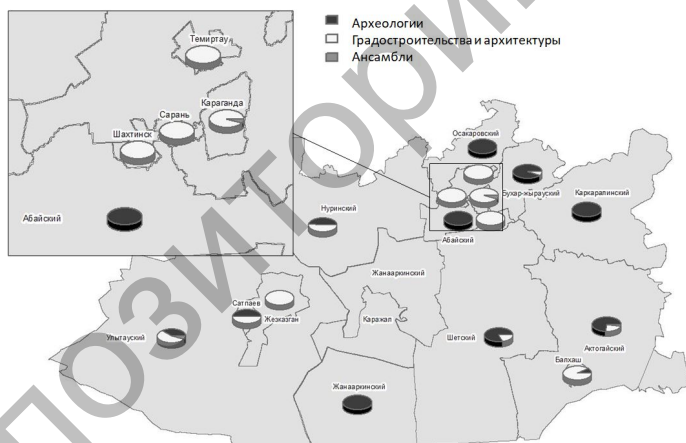 Археологии
Градостроительства и архитектуры
Ансамбли
Темиртау
Караганда
Сарань
Шахтинск
Абайский
Осакаровский
Бухар-жырауский
Каркаралинский
Нуринский
Абайский
Жанааркинский
Сатпаев
Жезказган
Каражал
Улытауский
Шетский
Актогайский
Балхаш
Жанааркинский